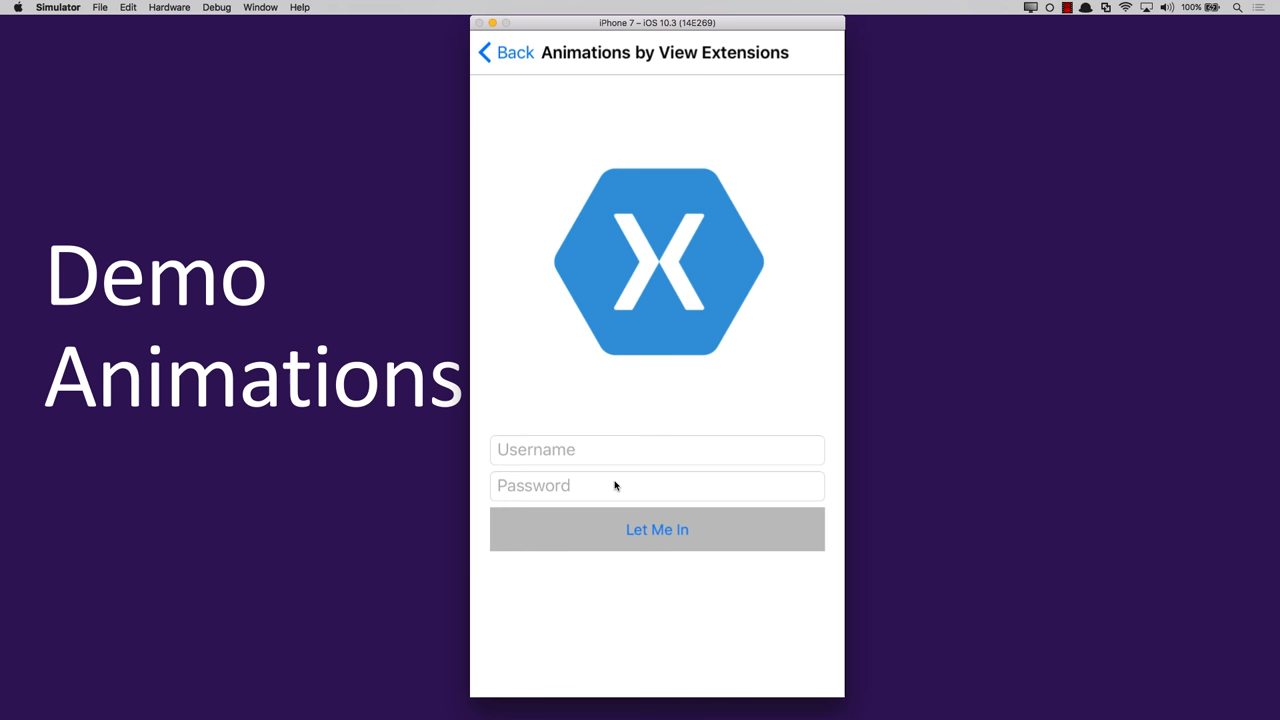 Simulator File Edit Hardware Debug Window Help 100%
iPhone 7 – iOS 10.3 (14E269)
Back Animations by View Extensions
X
Demo
Animations
Username
Password
Let Me In